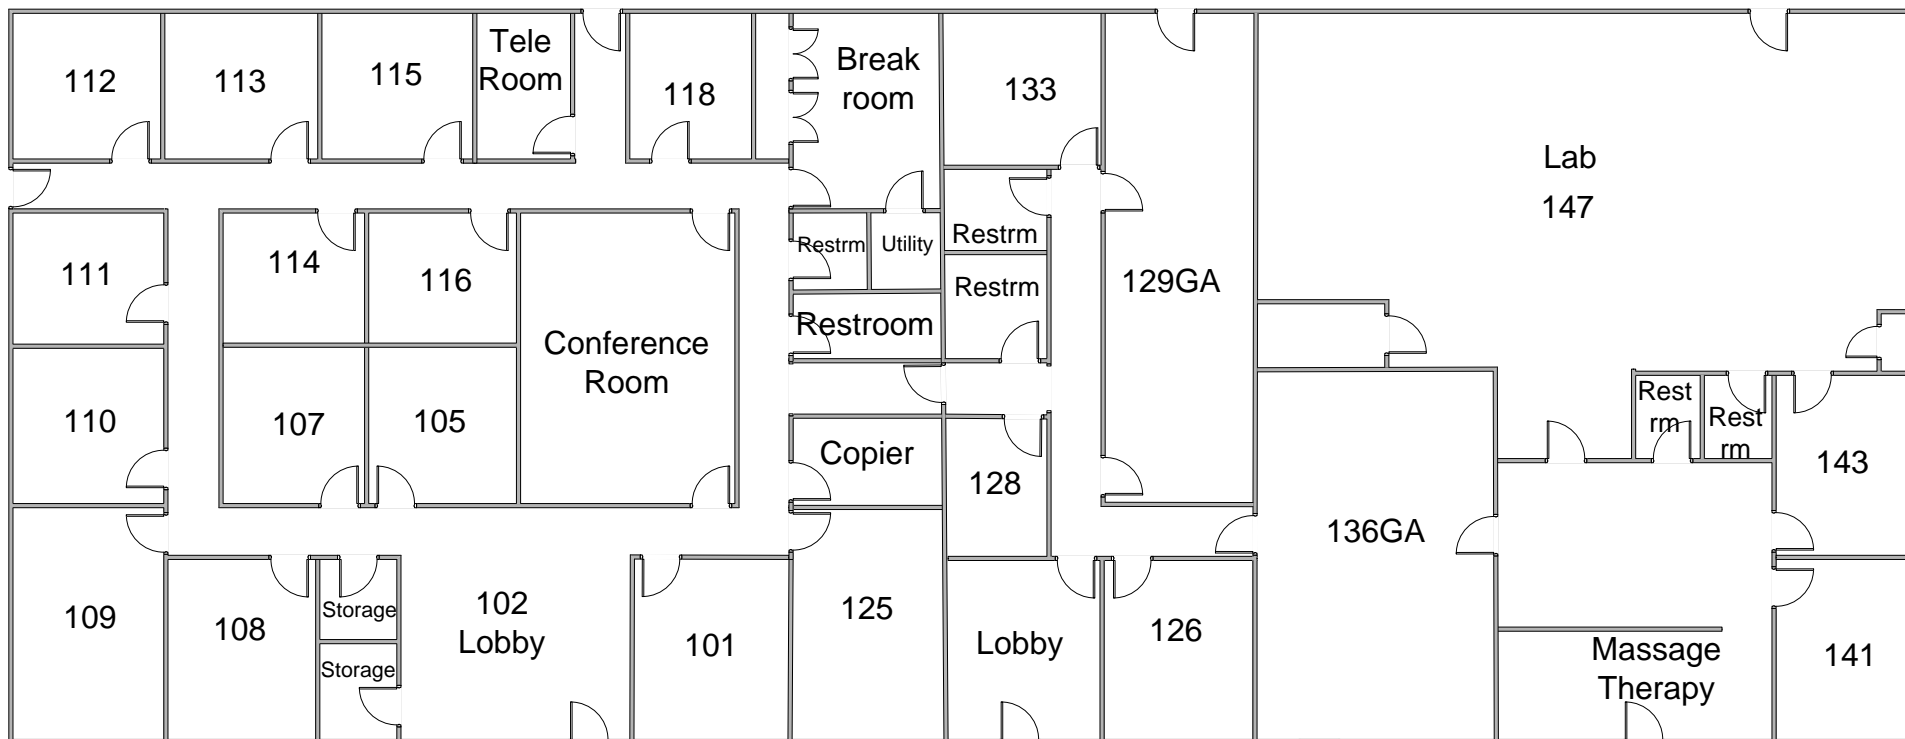 112
113
115
Tele
Room
118
Break
room
133
Lab
147
111
114
116
Restrm
Utility
Restrm
Restrm
129GA
Restroom
Conference
Room
110
107
105
Copier
128
136GA
Rest
rm
Rest
rm
143
109
108
Storage
Storage
102
Lobby
101
125
Lobby
126
Massage
Therapy
141